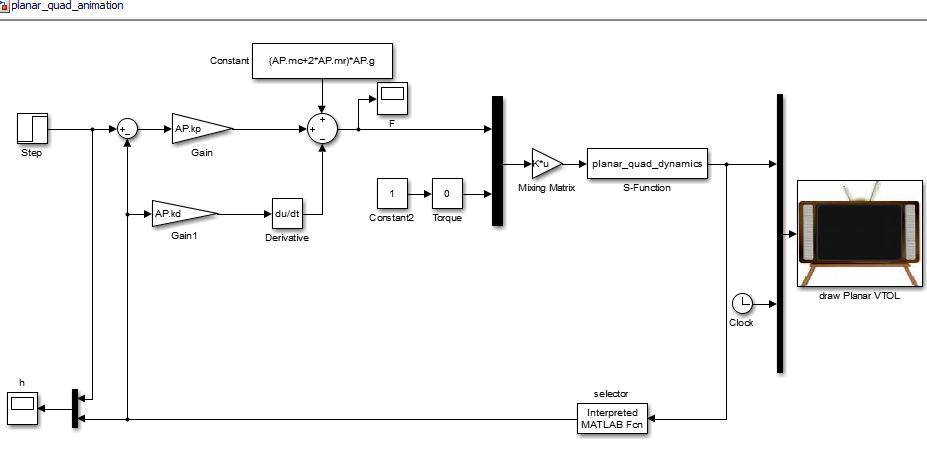 planar_quad_animation
Constant
(AP.mc+2*AP.mr)*AP.g
F
Step
+
−
AP.kp
Gain
+
+
−
AP.kd
Gain1
du/dt
Derivative
1
Constant2
0
Torque
K*u
Mixing Matrix
planar_quad_dynamics
S-Function
draw Planar VTOL
Clock
h
selector
Interpreted
MATLAB Fcn